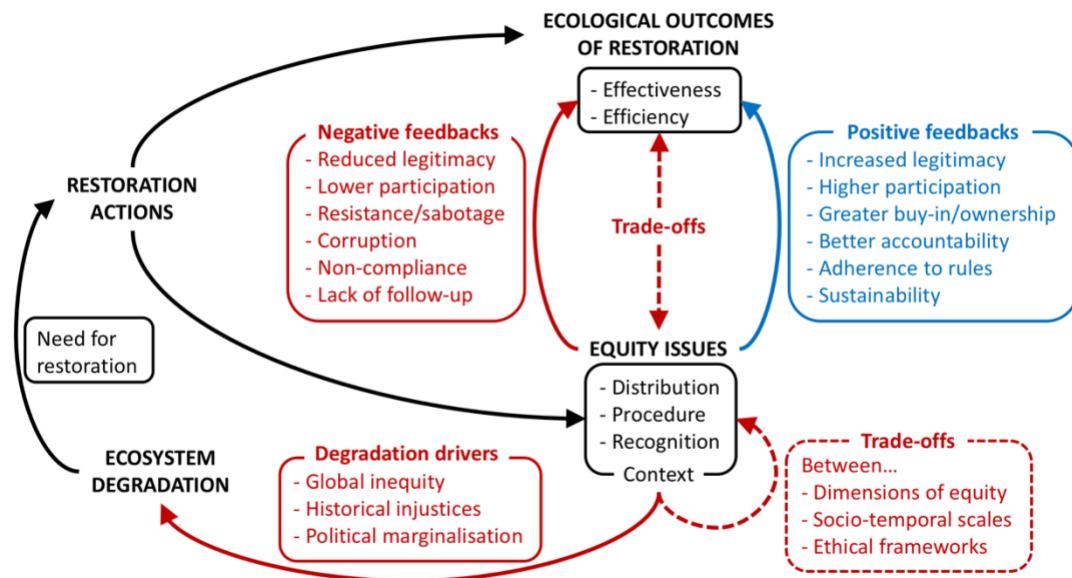 ECOLOGICAL OUTCOMES
OF RESTORATION
- Effectiveness
- Efficiency
Negative feedbacks
- Reduced legitimacy
- Lower participation
- Resistance/sabotage
- Corruption
- Non-compliance
- Lack of follow-up
Positive feedbacks
- Increased legitimacy
- Higher participation
- Greater buy-in/ownership
- Better accountability
- Adherence to rules
- Sustainability
RESTORATION
ACTIONS
Trade-offs
Need for
restoration
EQUITY ISSUES
- Distribution
- Procedure
- Recognition
Context
ECOSYSTEM
DEGRADATION
Degradation drivers
- Global inequity
- Historical injustices
- Political marginalisation
Trade-offs
Between...
- Dimensions of equity
- Socio-temporal scales
- Ethical frameworks